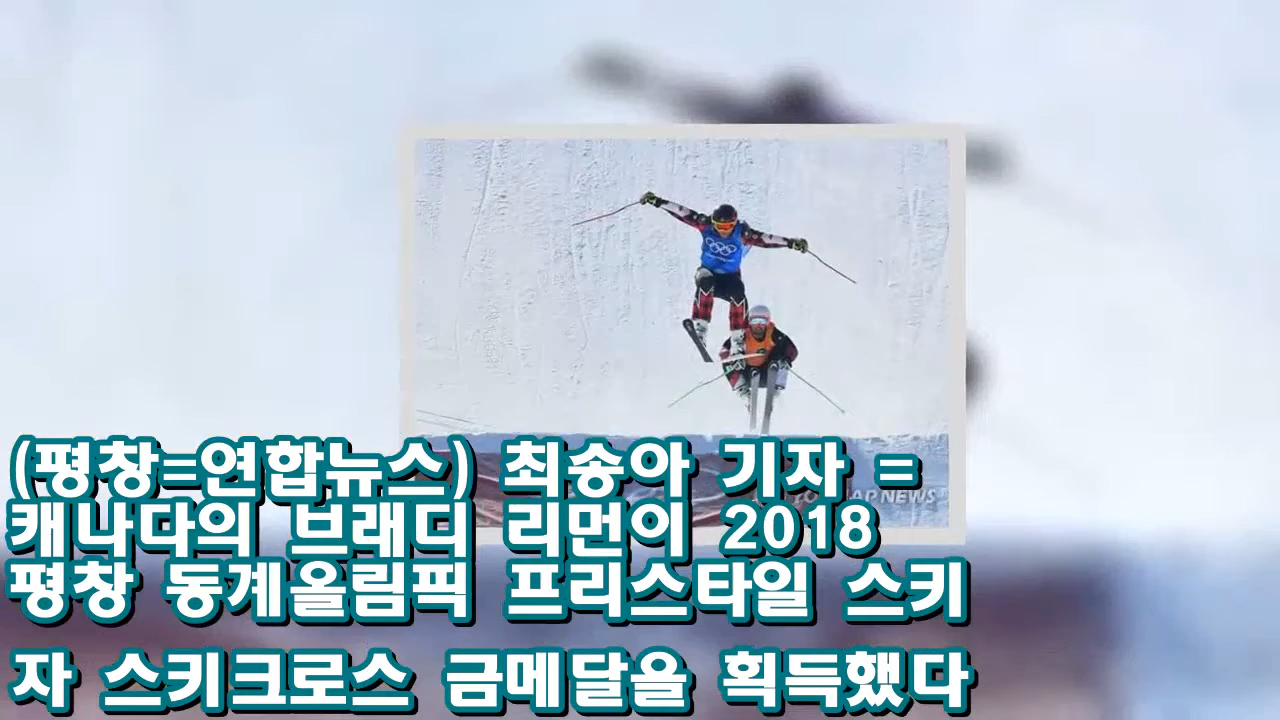 (평창=연합뉴스) 최송아 기자 =
캐나다의 브래디 리먼이 2018
평창 동계올림픽 프리스타일 스키
자 스키크로스 금메달을 획득했다
NEWS